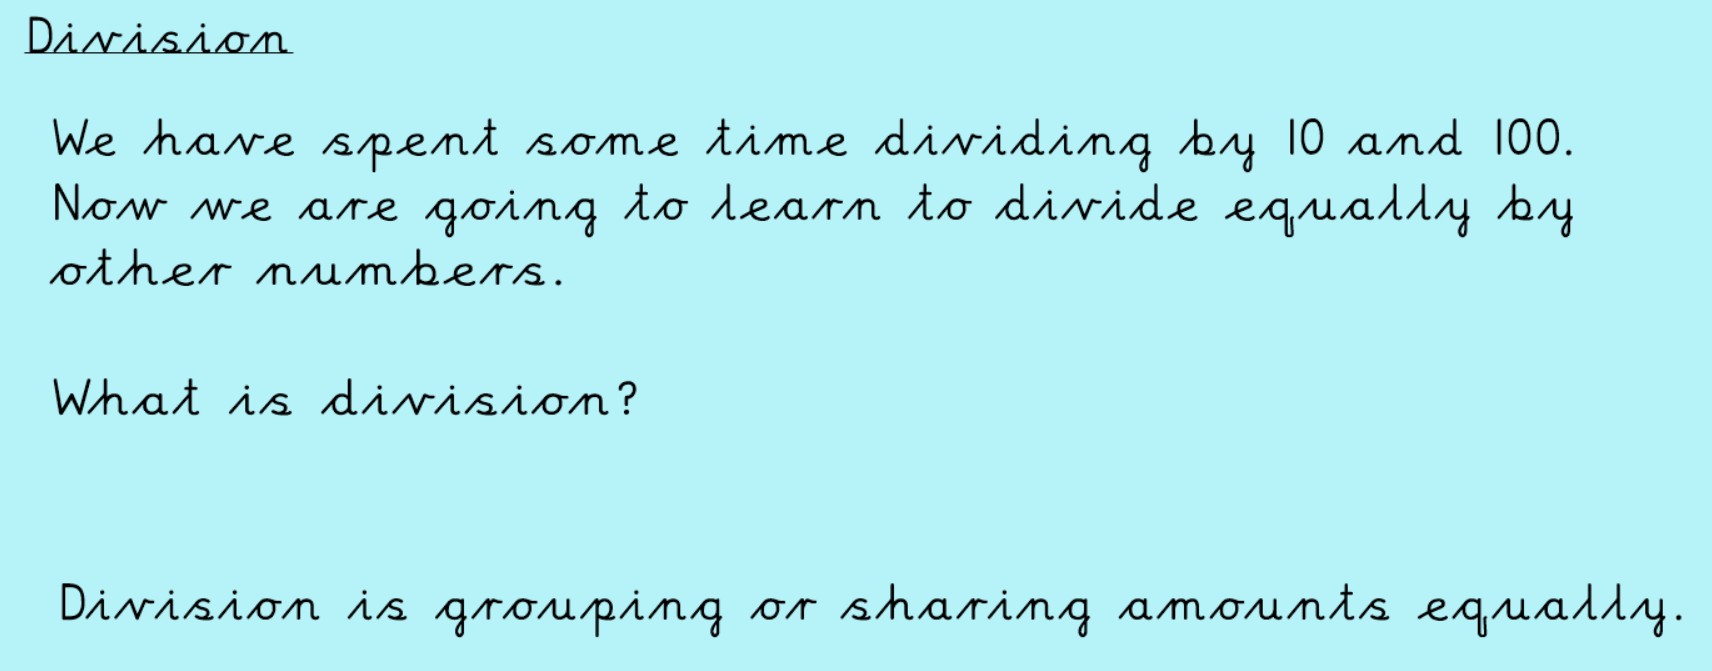 Division
We have spent some time dividing by 10 and 100.
Now we are going to learn to divide equally by
other numbers.
What is division?
Division is grouping or sharing amounts equally.